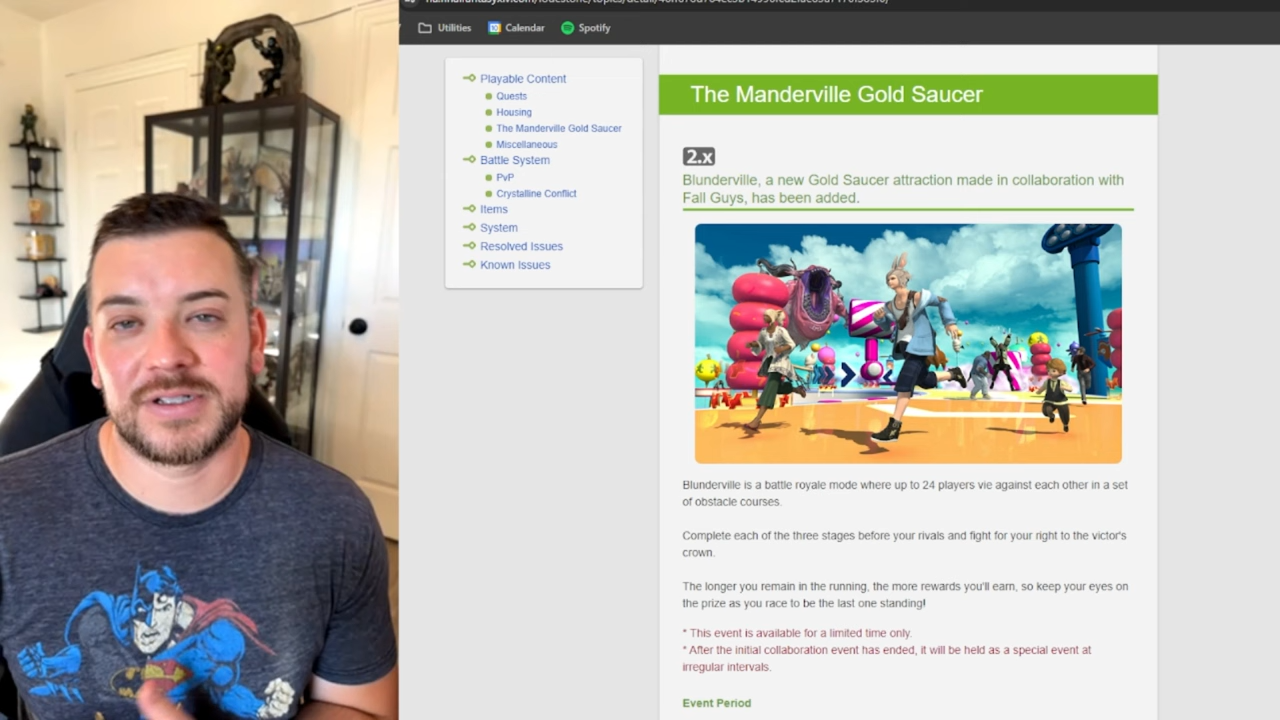 Utilities
Calendar
Spotify
Playable Content
Quests
Housing
The Manderville Gold Saucer
Miscellaneous
Battle System
PvP
Crystalline Conflict
Items
System
Resolved Issues
Known Issues
The Manderville Gold Saucer
2.x
Blunderville, a new Gold Saucer attraction made in collaboration with
Fall Guys, has been added.
Blunderville is a battle royale mode where up to 24 players vie against each other in a set
of obstacle courses.
Complete each of the three stages before your rivals and fight for your right to the victor's
crown.
The longer you remain in the running, the more rewards you'll earn, so keep your eyes on
the prize as you race to be the last one standing!
* This event is available for a limited time only.
* After the initial collaboration event has ended, it will be held as a special event at
irregular intervals.
Event Period